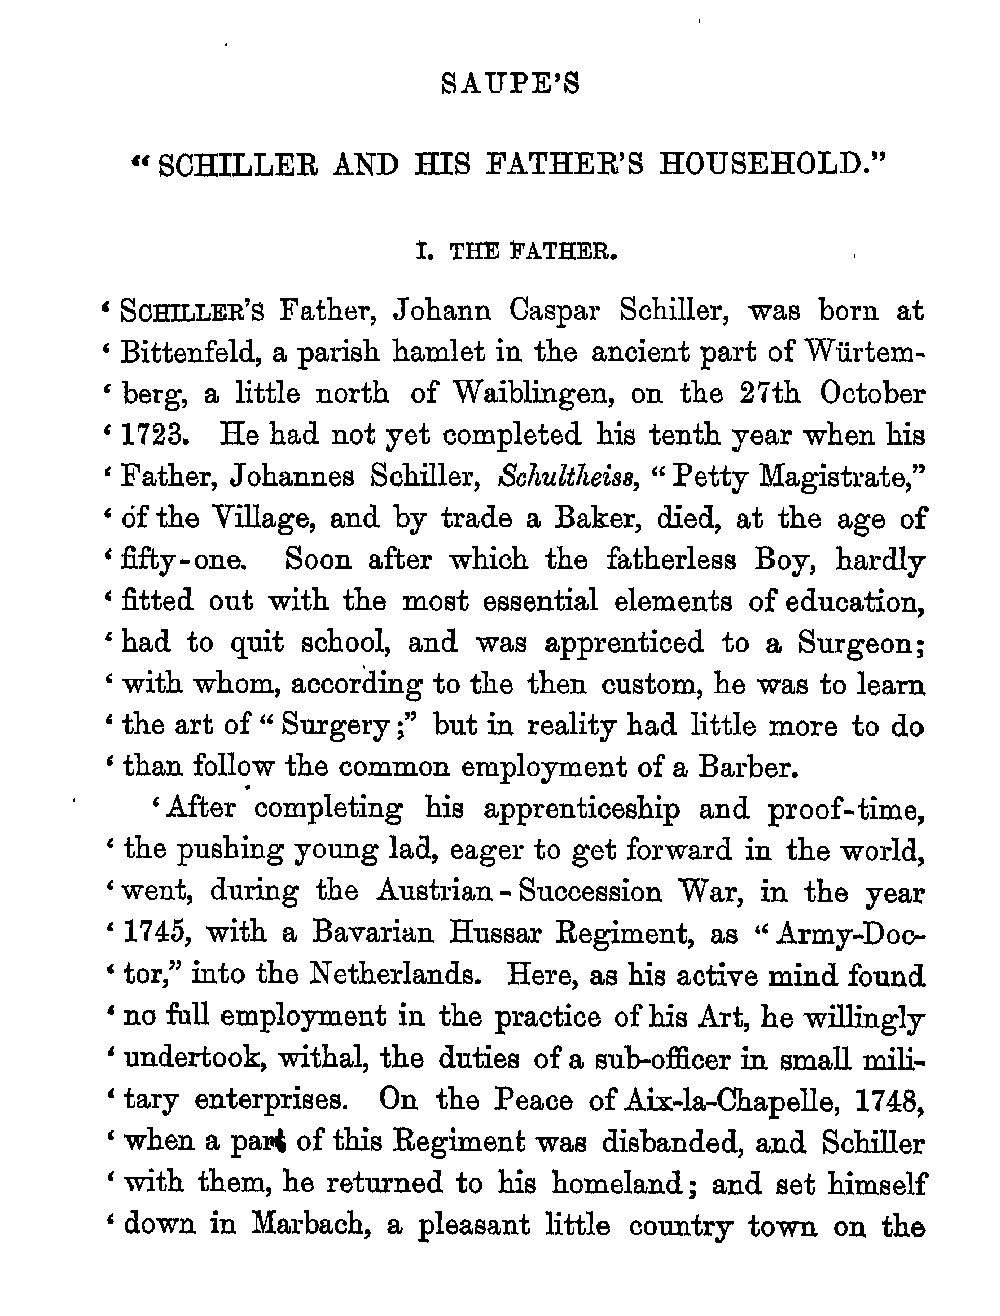 SAUPE'S
“SCHILLER AND HIS FATHER'S HOUSEHOLD.”
I. THE FATHER.
‘ SCHILLER'S Father, Johann Caspar Schiller, was born at
‘ Bittenfeld, a parish hamlet in the ancient part of Würtem-
‘ berg, a little north of Waiblingen, on the 27th October
‘ 1723. He had not yet completed his tenth year when his
‘ Father, Johannes Schiller, Schultheiss, “Petty Magistrate,”
‘ of the Village, and by trade a Baker, died, at the age of
‘ fifty-one. Soon after which the fatherless Boy, hardly
‘ fitted out with the most essential elements of education,
‘ had to quit school, and was apprenticed to a Surgeon;
‘ with whom, according to the then custom, he was to learn
‘ the art of “Surgery;” but in reality had little more to do
‘ than follow the common employment of a Barber.
‘ After completing his apprenticeship and proof-time,
‘ the pushing young lad, eager to get forward in the world,
‘ went, during the Austrian-Succession War, in the year
‘ 1745, with a Bavarian Hussar Regiment, as “Army-Doc-
‘ tor,” into the Netherlands. Here, as his active mind found
‘ no full employment in the practice of his Art, he willingly
‘ undertook, withal, the duties of a sub-officer in small mili-
‘ tary enterprises. On the Peace of Aix-la-Chapelle, 1748,
‘ when a part of this Regiment was disbanded, and Schiller
‘ with them, he returned to his homeland; and set himself
‘ down in Marbach, a pleasant little country town on the